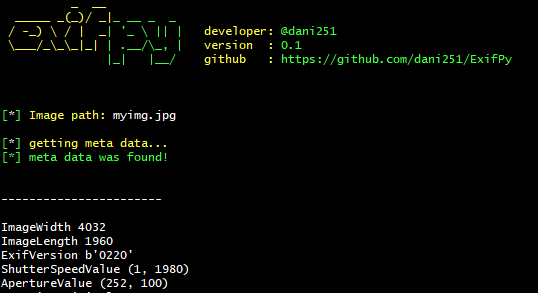 developer: @dani251
version  : 0.1
github   : https://github.com/dani251/ExifPy
[*] Image path: myimg.jpg
[*] getting meta data...
[*] meta data was found!
-----------------------
ImageWidth 4032
ImageLength 1960
ExifVersion b'0220'
ShutterSpeedValue (1, 1980)
ApertureValue (252, 100)